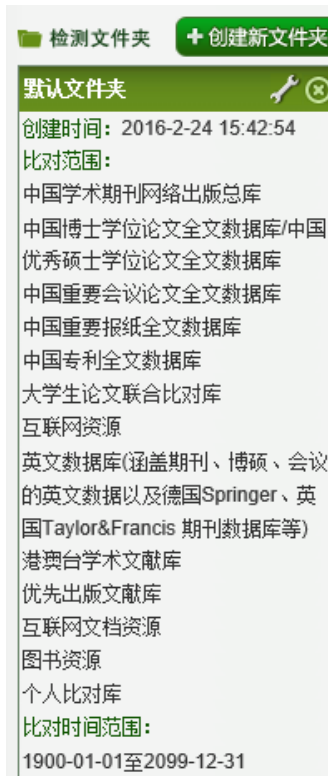 检测文件夹 创建新文件夹
默认文件夹
创建时间：2016-2-24 15:42:54
比对范围：
中国学术期刊网络出版总库
中国博士学位论文全文数据库/中国
优秀硕士学位论文全文数据库
中国重要会议论文全文数据库
中国重要报纸全文数据库
中国专利全文数据库
大学生论文联合比对库
互联网资源
英文数据库(涵盖期刊、博硕、会议
的英文数据以及德国Springer、英
国Taylor&Francis 期刊数据库等)
港澳台学术文献库
优先出版文献库
互联网文档资源
图书资源
个人比对库
比对时间范围：
1900-01-01至2099-12-31